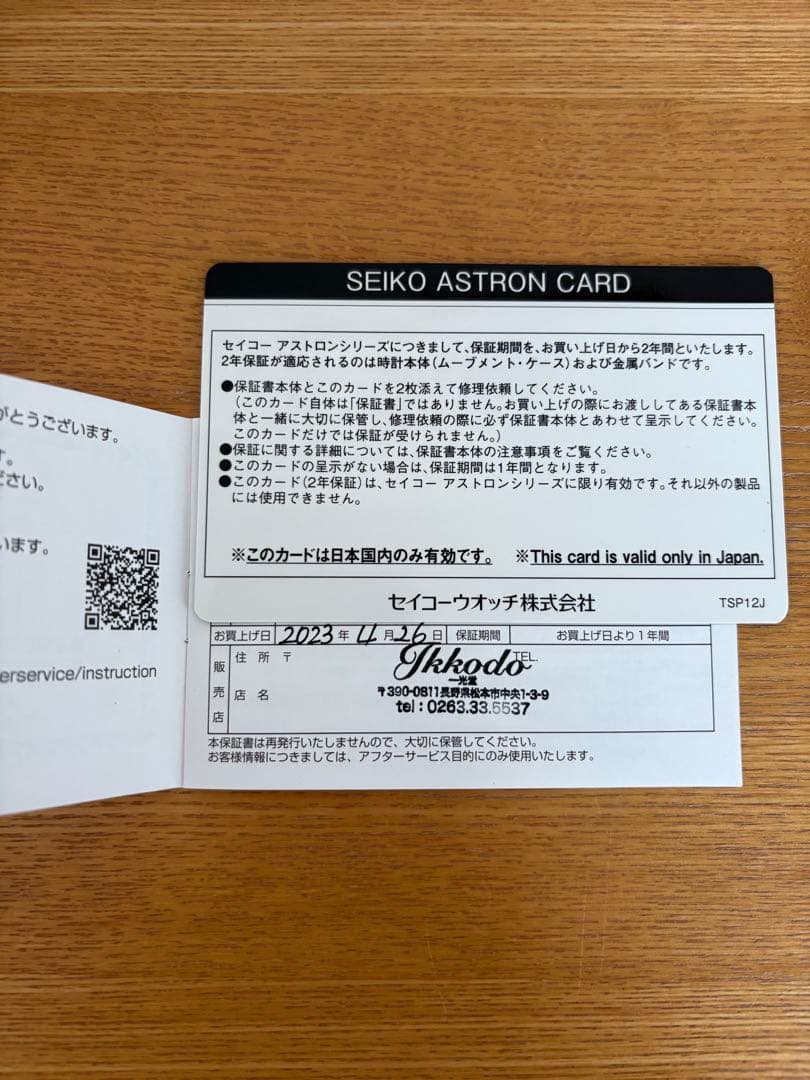 SEIKO ASTRON CARD
セイコー アストロンシリーズにつきまして、保証期間を、お買い上げ日から2年間といたします。
2年保証が適応されるのは時計本体(ムーブメント・ケース)および金属バンドです。
●保証書本体とこのカードを2枚添えて修理依頼してください。
(このカード自体は「保証書」ではありません。お買い上げの際にお渡ししてある保証書本
体と一緒に大切に保管し、修理依頼の際に必ず保証書本体とあわせて呈示してください。
このカードだけでは保証が受けられません。)
●保証に関する詳細については、保証書本体の注意事項をご覧ください。
●このカードの呈示がない場合は、保証期間は1年間となります。
●このカード(2年保証)は、セイコー アストロンシリーズに限り有効です。それ以外の製品
には使用できません。
※このカードは日本国内のみ有効です。 ※This card is valid only in Japan.
セイコーウオッチ株式会社 TSP12J
がとうございます。
す。
ださい。
います。
erservice/instruction
お買上げ日 2023年 4月26日 保証期間 お買上げ日より1年間
販売店 住所 〒 TEL.
店名
Ikkodo
一光堂
〒390-0811長野県松本市中央1-3-9
tel:0263.33.5537
本保証書は再発行いたしませんので、大切に保管してください。
お客様情報につきましては、アフターサービス目的にのみ使用いたします。